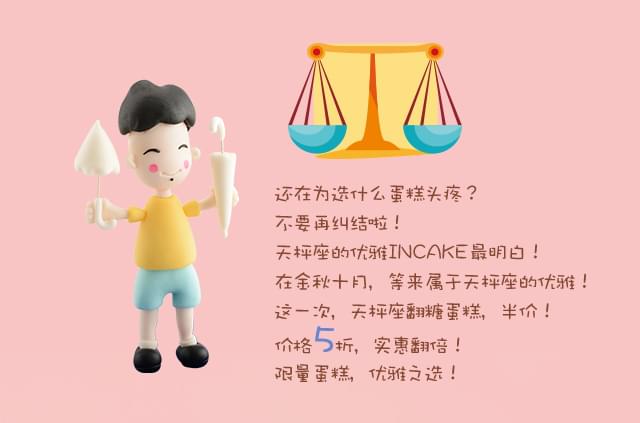 还在为选什么蛋糕头疼？
不要再纠结啦！
天秤座的优雅INCAKE最明白！
在金秋十月，等来属于天秤座的优雅！
这一次，天秤座翻糖蛋糕，半价！
价格5折，实惠翻倍！
限量蛋糕，优雅之选！